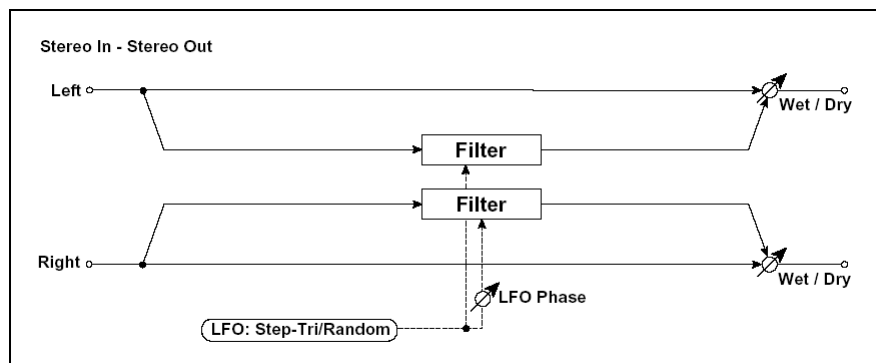 Stereo In - Stereo Out
Left
Wet / Dry
Filter
Filter
Right
Wet / Dry
LFO Phase
LFO: Step-Tri/Random